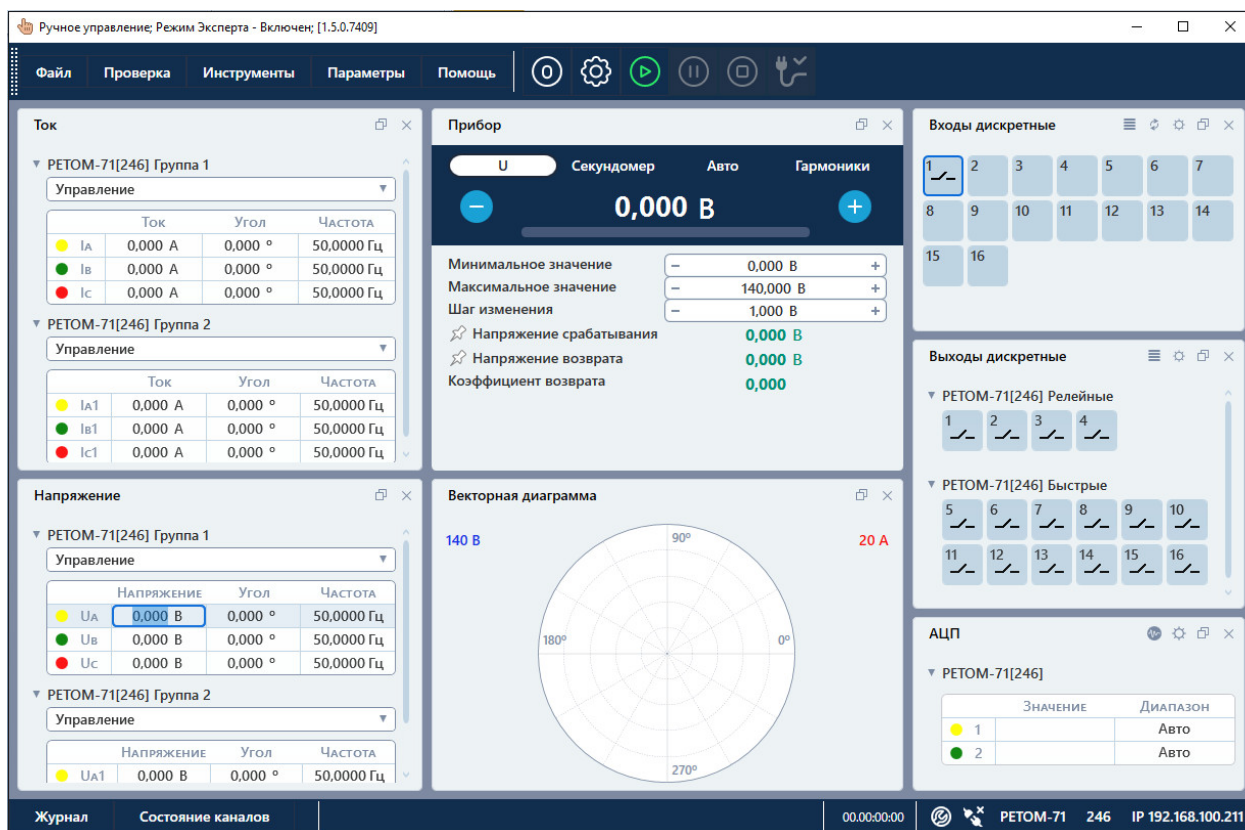 Ручное управление; Режим Эксперта - Включен; [1.5.0.7409]
Файл Проверка Инструменты Параметры Помощь 0
Ток
РЕТОМ-71[246] Группа 1
Управление
Ток Угол Частота
IA 0,000 А 0,000 ° 50,0000 Гц
IB 0,000 А 0,000 ° 50,0000 Гц
IC 0,000 А 0,000 ° 50,0000 Гц
РЕТОМ-71[246] Группа 2
Управление
Ток Угол Частота
IA1 0,000 А 0,000 ° 50,0000 Гц
IB1 0,000 А 0,000 ° 50,0000 Гц
IC1 0,000 А 0,000 ° 50,0000 Гц
Напряжение
РЕТОМ-71[246] Группа 1
Управление
Напряжение Угол Частота
UA 0,000 В 0,000 ° 50,0000 Гц
UB 0,000 В 0,000 ° 50,0000 Гц
UC 0,000 В 0,000 ° 50,0000 Гц
РЕТОМ-71[246] Группа 2
Управление
Напряжение Угол Частота
UA1 0,000 В 0,000 ° 50,0000 Гц
Прибор
U Секундомер Авто Гармоники
0,000 В
Минимальное значение 0,000 В
Максимальное значение 140,000 В
Шаг изменения 1,000 В
Напряжение срабатывания 0,000 В
Напряжение возврата 0,000 В
Коэффициент возврата 0,000
Векторная диаграмма
140 В 90° 20 А
180° 0°
270°
Входы дискретные
1 2 3 4 5 6 7
8 9 10 11 12 13 14
15 16
Выходы дискретные
РЕТОМ-71[246] Релейные
1 2 3 4
РЕТОМ-71[246] Быстрые
5 6 7 8 9 10
11 12 13 14 15 16
АЦП
РЕТОМ-71[246]
Значение Диапазон
1 Авто
2 Авто
Журнал Состояние каналов 00.00:00:00 РЕТОМ-71 246 IP 192.168.100.211